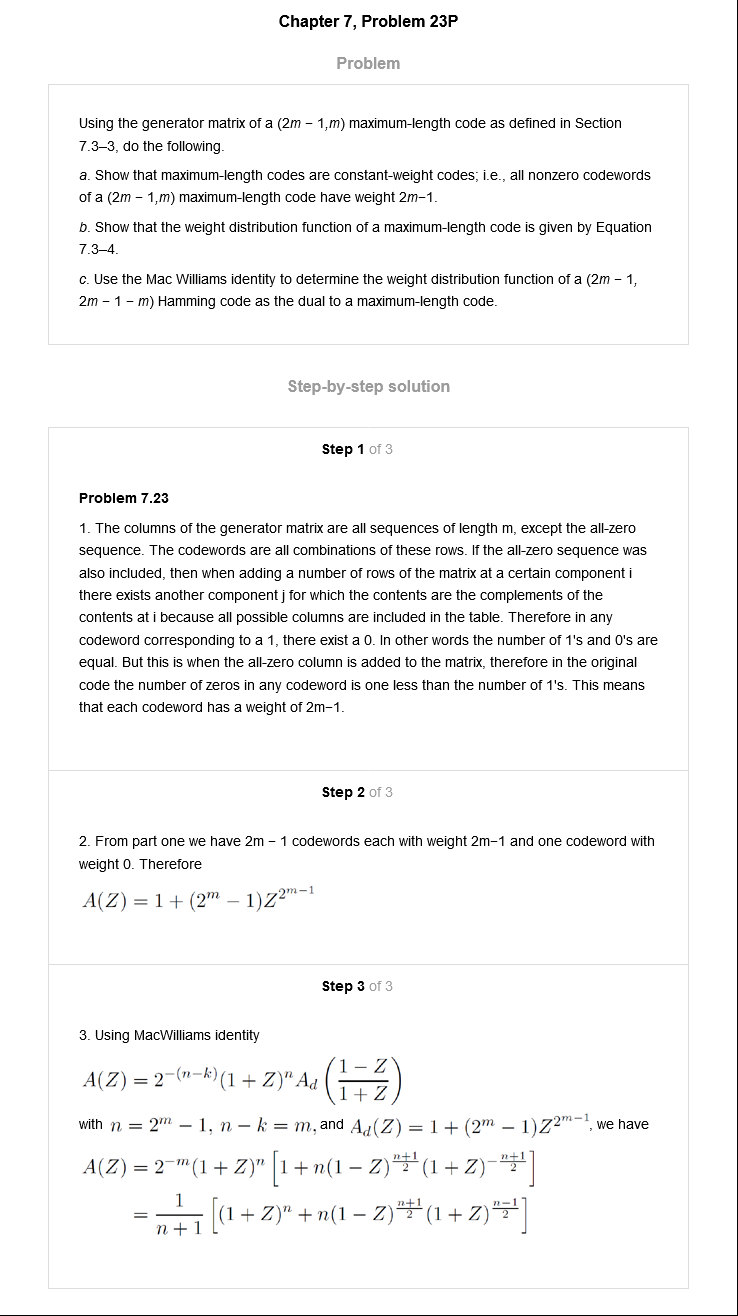 Chapter 7, Problem 23P
Problem
Using the generator matrix of a (2m − 1,m) maximum-length code as defined in Section
7.3–3, do the following.
a. Show that maximum-length codes are constant-weight codes; i.e., all nonzero codewords
of a (2m − 1,m) maximum-length code have weight 2m−1.
b. Show that the weight distribution function of a maximum-length code is given by Equation
7.3–4.
c. Use the Mac Williams identity to determine the weight distribution function of a (2m − 1,
2m − 1 − m) Hamming code as the dual to a maximum-length code.
Step-by-step solution
Step 1 of 3
Problem 7.23
1. The columns of the generator matrix are all sequences of length m, except the all-zero
sequence. The codewords are all combinations of these rows. If the all-zero sequence was
also included, then when adding a number of rows of the matrix at a certain component i
there exists another component j for which the contents are the complements of the
contents at i because all possible columns are included in the table. Therefore in any
codeword corresponding to a 1, there exist a 0. In other words the number of 1's and 0's are
equal. But this is when the all-zero column is added to the matrix, therefore in the original
code the number of zeros in any codeword is one less than the number of 1's. This means
that each codeword has a weight of 2m−1.
Step 2 of 3
2. From part one we have 2m − 1 codewords each with weight 2m−1 and one codeword with
weight 0. Therefore
A(Z) = 1 + (2^m − 1)Z^{2^{m−1}}
Step 3 of 3
3. Using MacWilliams identity
A(Z) = 2^{−(n−k)}(1 + Z)^n A_d((1 − Z)/(1 + Z))
with n = 2^m − 1, n − k = m, and A_d(Z) = 1 + (2^m − 1)Z^{2^{m−1}}, we have
A(Z) = 2^{−m}(1 + Z)^n [1 + n(1 − Z)^{(n+1)/2}(1 + Z)^{−(n+1)/2}]
= 1/(n + 1) [(1 + Z)^n + n(1 − Z)^{(n+1)/2}(1 + Z)^{(n−1)/2}]